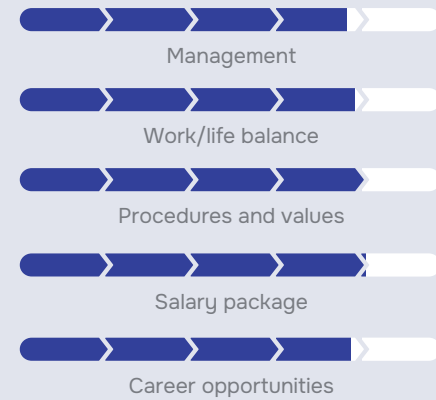 Management
Work/life balance
Procedures and values
Salary package
Career opportunities